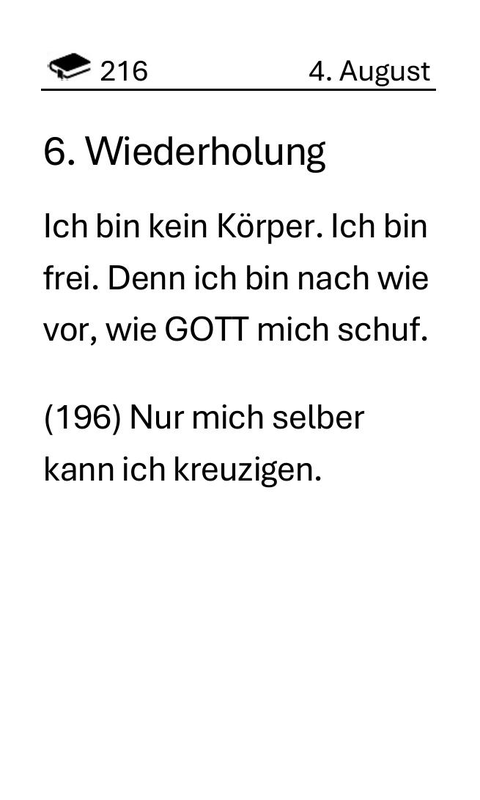 216 4. August
6. Wiederholung
Ich bin kein Körper. Ich bin
frei. Denn ich bin nach wie
vor, wie GOTT mich schuf.
(196) Nur mich selber
kann ich kreuzigen.